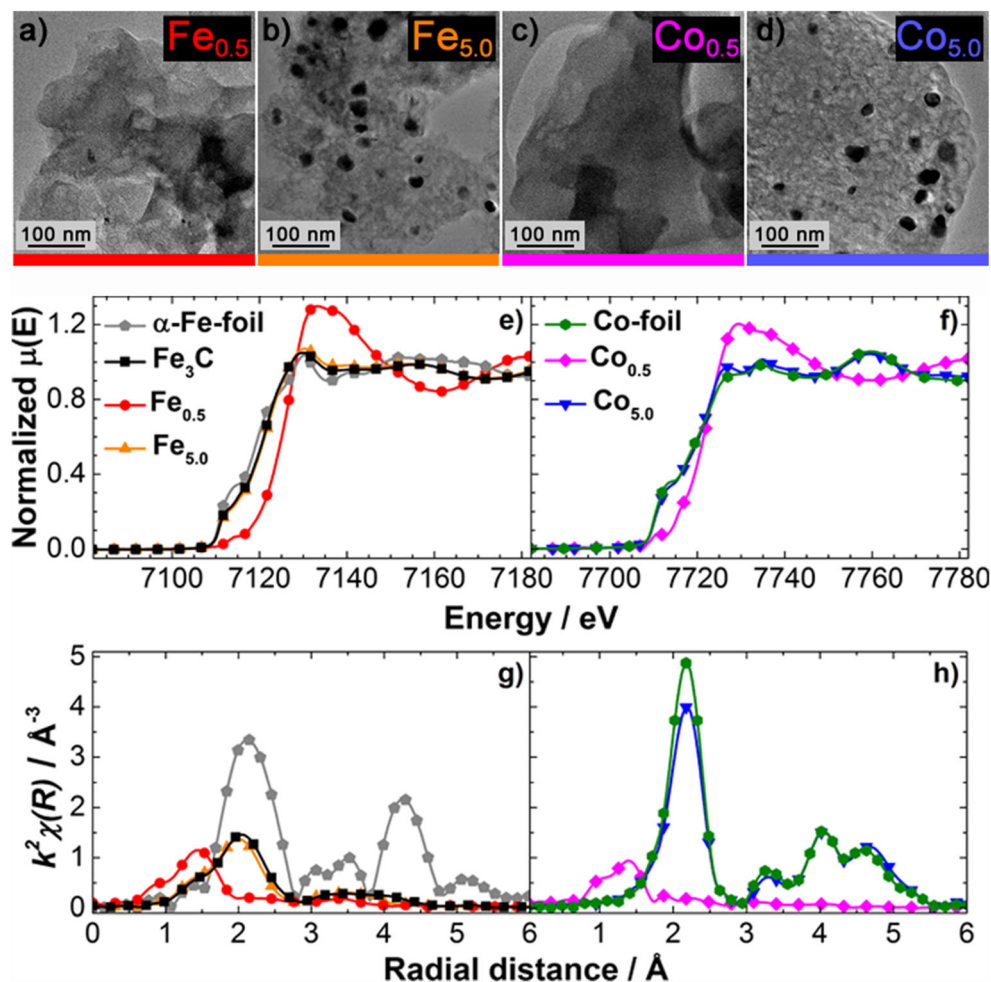 a) Fe0.5
b) Fe5.0
c) Co0.5
d) Co5.0
100 nm
100 nm
100 nm
100 nm
Normalized μ(E)
1.2
0.8
0.4
0.0
α-Fe-foil
Fe3C
Fe0.5
Fe5.0
e)
Co-foil
Co0.5
Co5.0
f)
7100 7120 7140 7160 7180
7700 7720 7740 7760 7780
Energy / eV
k2χ(R) / Å-3
5
4
3
2
1
0
g)
h)
0 1 2 3 4 5 6
1 2 3 4 5 6
Radial distance / Å